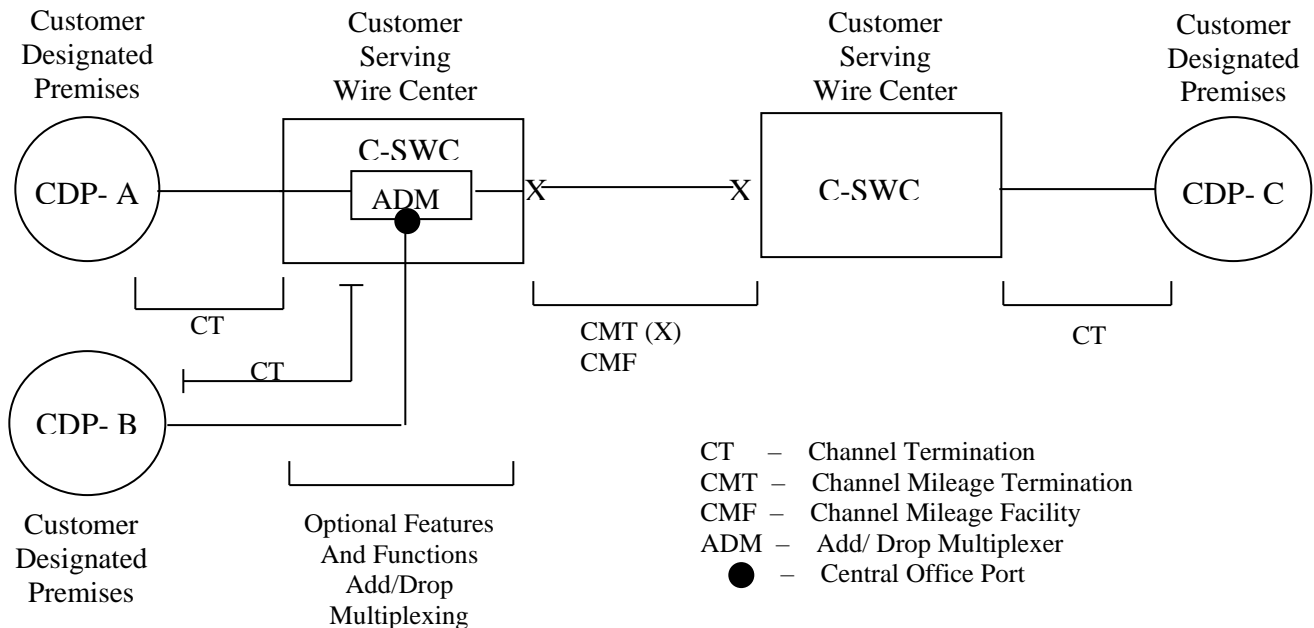 Customer
Designated
Premises
Customer
Serving
Wire Center
Customer
Serving
Wire Center
Customer
Designated
Premises
CDP- A
C-SWC
ADM
X
X
C-SWC
CDP- C
CT
CMT (X)
CMF
CT
CT
CDP- B
Customer
Designated
Premises
Optional Features
And Functions
Add/Drop
Multiplexing
CT – Channel Termination
CMT – Channel Mileage Termination
CMF – Channel Mileage Facility
ADM – Add/ Drop Multiplexer
– Central Office Port